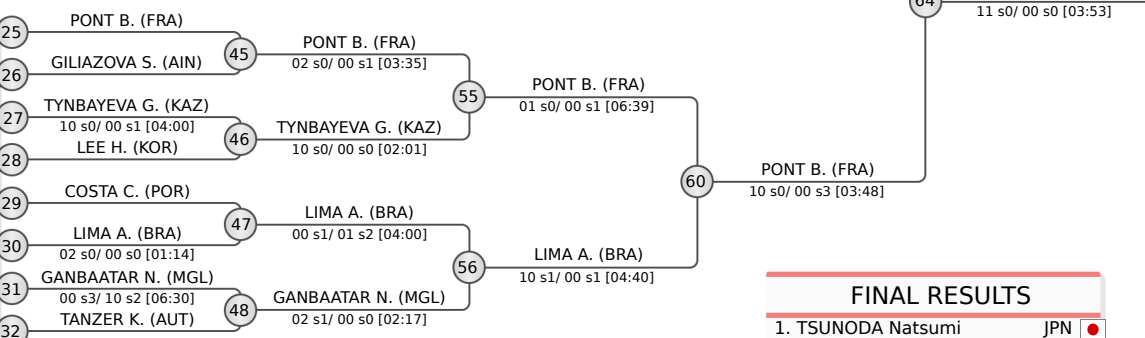 64
11 s0/ 00 s0 [03:53]
25
PONT B. (FRA)
45
PONT B. (FRA)
02 s0/ 00 s1 [03:35]
26
GILIAZOVA S. (AIN)
55
PONT B. (FRA)
01 s0/ 00 s1 [06:39]
27
TYNBAYEVA G. (KAZ)
10 s0/ 00 s1 [04:00]
46
TYNBAYEVA G. (KAZ)
10 s0/ 00 s0 [02:01]
28
LEE H. (KOR)
60
PONT B. (FRA)
10 s0/ 00 s3 [03:48]
29
COSTA C. (POR)
47
LIMA A. (BRA)
00 s1/ 01 s2 [04:00]
30
LIMA A. (BRA)
02 s0/ 00 s0 [01:14]
56
LIMA A. (BRA)
10 s1/ 00 s1 [04:40]
31
GANBAATAR N. (MGL)
00 s3/ 10 s2 [06:30]
48
GANBAATAR N. (MGL)
02 s1/ 00 s0 [02:17]
32
TANZER K. (AUT)
FINAL RESULTS
1. TSUNODA Natsumi JPN